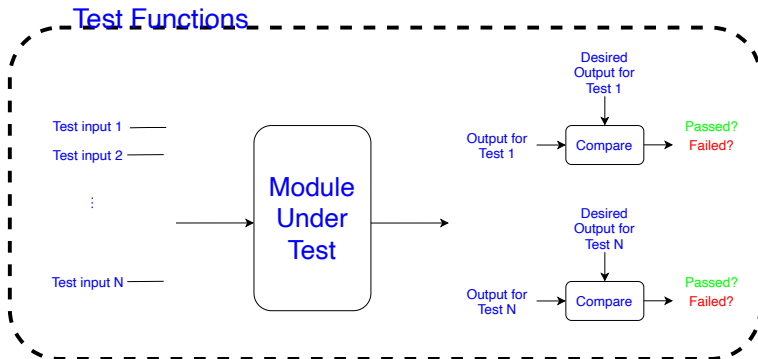 Test Functions
Test input 1
Test input 2
...
Test input N
Module
Under
Test
Desired
Output for
Test 1
Output for
Test 1
Compare
Passed?
Failed?
Desired
Output for
Test N
Output for
Test N
Compare
Passed?
Failed?